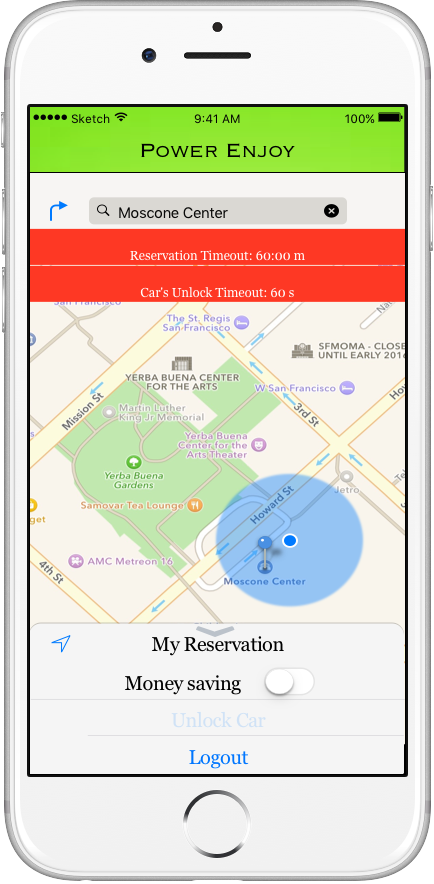 Sketch 9:41 AM 100%
POWER ENJOY
Moscone Center
Reservation Timeout: 60:00 m
Car's Unlock Timeout: 60 s
San Francisco
The St. Regis
San Francisco
SFMOMA - CLOSE
UNTIL EARLY 2016
YERBA BUENA CENTER
FOR THE ARTS
W San Francisco
Mission St
Martin Luther
King Jr Memorial
3rd St
Yerba Buena
Center for the
Arts Theater
Yerba Buena
Gardens
Jetro
Samovar Tea Lounge
Howard St
get
AMC Metreon 16
4th St
Moscone Center
My Reservation
Money saving
Unlock Car
Logout